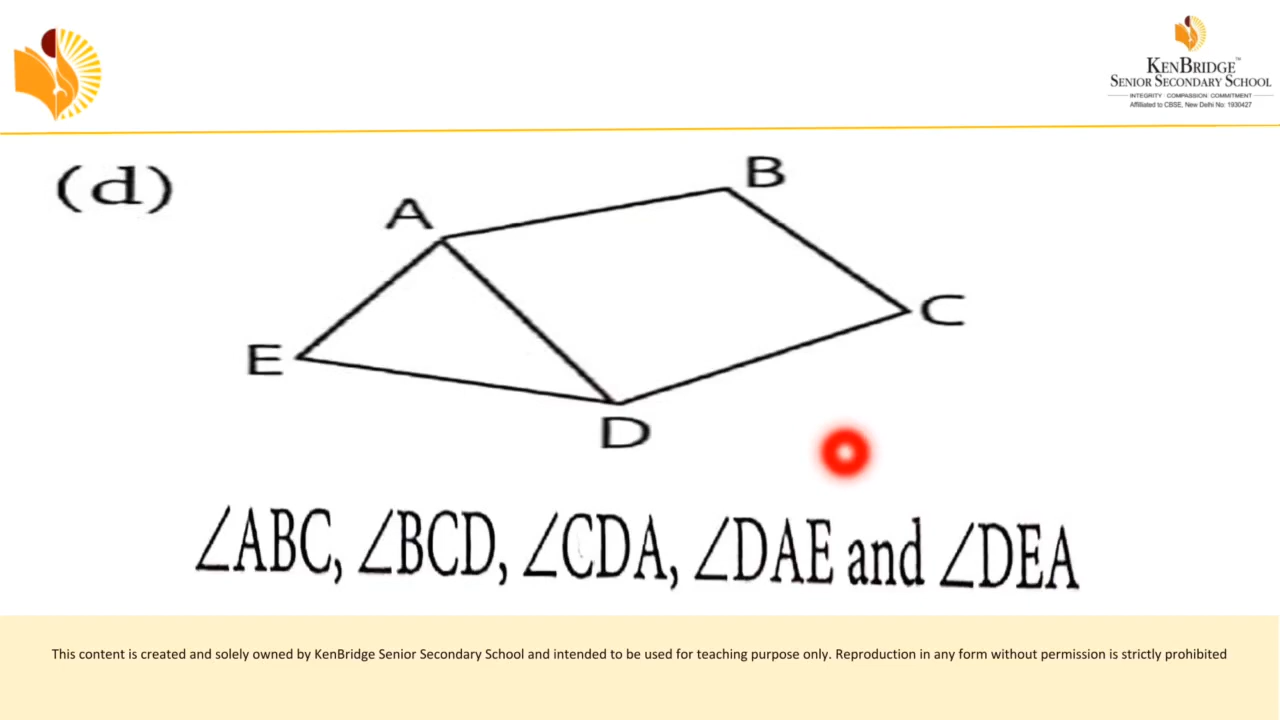 KENBRIDGE™
SENIOR SECONDARY SCHOOL
INTEGRITY COMPASSION COMMITMENT
Affiliated to CBSE, New Delhi No: 1930427
(d)
B
A
C
E
D
∠ABC, ∠BCD, ∠CDA, ∠DAE and ∠DEA
This content is created and solely owned by KenBridge Senior Secondary School and intended to be used for teaching purpose only. Reproduction in any form without permission is strictly prohibited